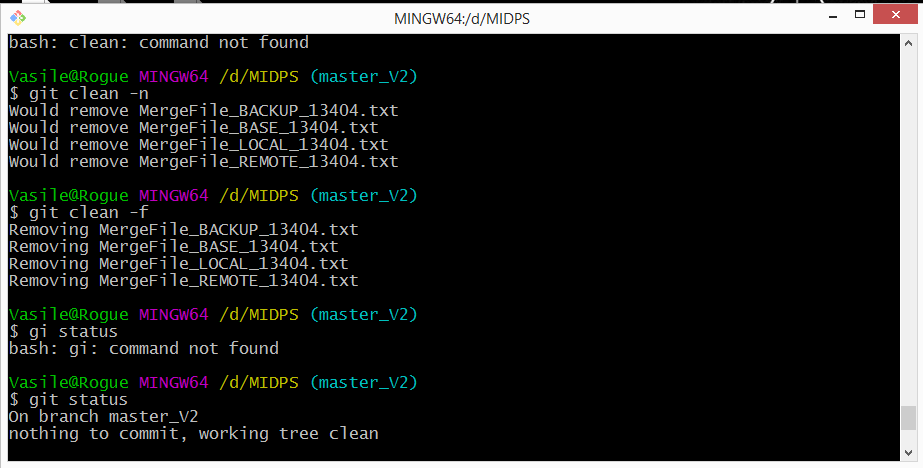 MINGW64:/d/MIDPS
bash: clean: command not found
Vasile@Rogue MINGW64 /d/MIDPS (master_V2)
$ git clean -n
Would remove MergeFile_BACKUP_13404.txt
Would remove MergeFile_BASE_13404.txt
Would remove MergeFile_LOCAL_13404.txt
Would remove MergeFile_REMOTE_13404.txt
Vasile@Rogue MINGW64 /d/MIDPS (master_V2)
$ git clean -f
Removing MergeFile_BACKUP_13404.txt
Removing MergeFile_BASE_13404.txt
Removing MergeFile_LOCAL_13404.txt
Removing MergeFile_REMOTE_13404.txt
Vasile@Rogue MINGW64 /d/MIDPS (master_V2)
$ gi status
bash: gi: command not found
Vasile@Rogue MINGW64 /d/MIDPS (master_V2)
$ git status
On branch master_V2
nothing to commit, working tree clean